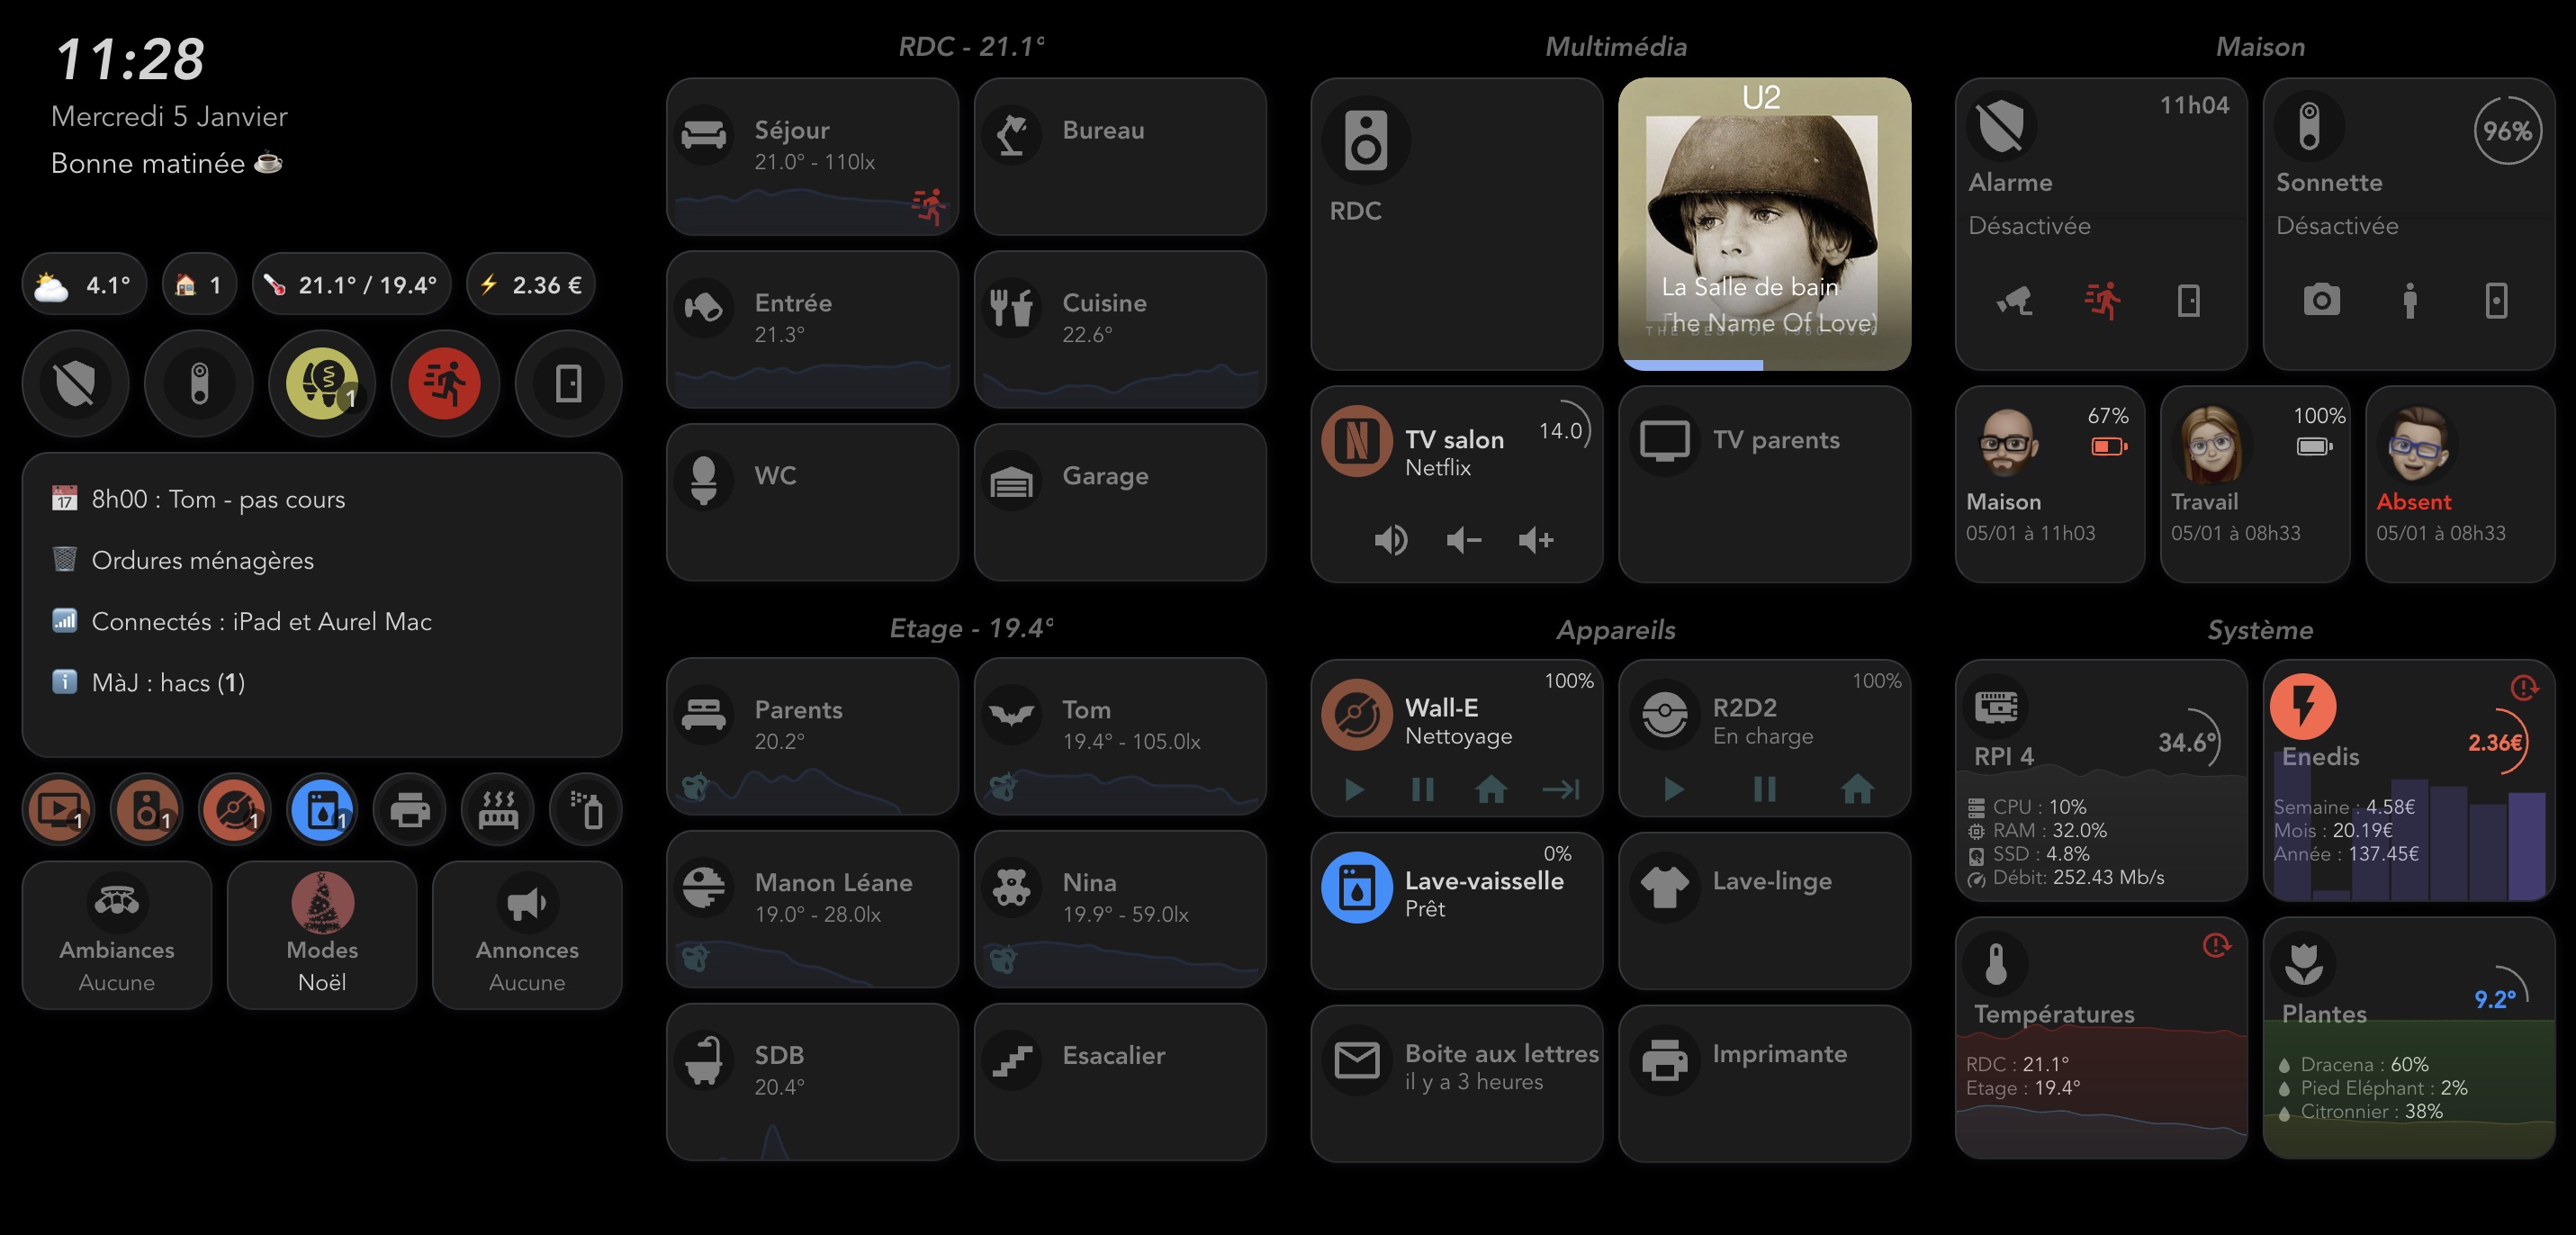 11:28
Mercredi 5 Janvier
Bonne matinée
4.1°
1
21.1° / 19.4°
2.36 €
1
17
8h00 : Tom - pas cours
Ordures ménagères
Connectés : iPad et Aurel Mac
MàJ : hacs (1)
1
1
1
1
Ambiances
Aucune
Modes
Noël
Annonces
Aucune
RDC - 21.1°
Séjour
21.0° - 110lx
Bureau
Entrée
21.3°
Cuisine
22.6°
WC
Garage
Etage - 19.4°
Parents
20.2°
Tom
19.4° - 105.0lx
Manon Léane
19.0° - 28.0lx
Nina
19.9° - 59.0lx
SDB
20.4°
Esacalier
Multimédia
RDC
U2
La Salle de bain
The Name Of Love)
THE BEST OF 1980-1990
TV salon
Netflix
14.0
TV parents
Appareils
100%
Wall-E
Nettoyage
100%
R2D2
En charge
0%
Lave-vaisselle
Prêt
Lave-linge
Boite aux lettres
il y a 3 heures
Imprimante
Maison
11h04
Alarme
Désactivée
96%
Sonnette
Désactivée
67%
Maison
05/01 à 11h03
100%
Travail
05/01 à 08h33
Absent
05/01 à 08h33
Système
RPI 4
34.6°
CPU : 10%
RAM : 32.0%
SSD : 4.8%
Débit: 252.43 Mb/s
Enedis
2.36€
Semaine : 4.58€
Mois : 20.19€
Année : 137.45€
Températures
RDC : 21.1°
Etage : 19.4°
Plantes
9.2°
Dracena : 60%
Pied Eléphant : 2%
Citronnier : 38%